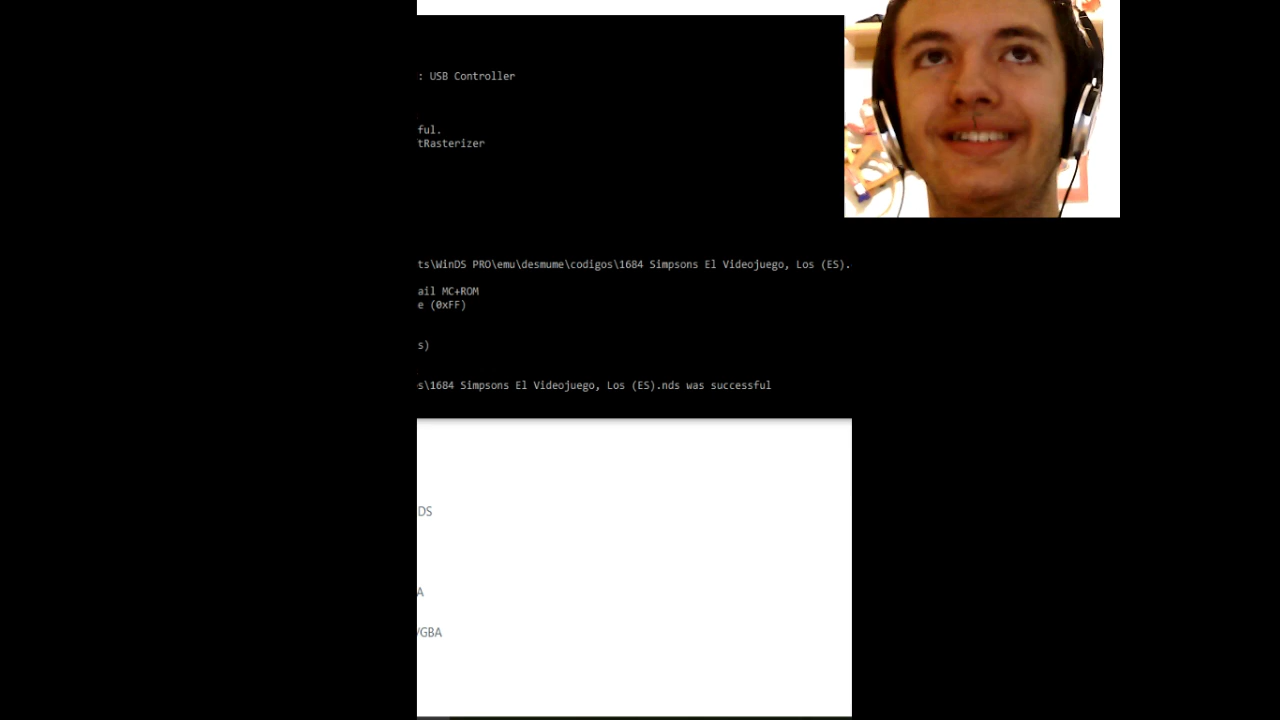 : USB Controller
ful.
tRasterizer
ts\WinDS PRO\emu\desmume\codigos\1684 Simpsons El Videojuego, Los (ES).
ail MC+ROM
e (0xFF)
s)
s\1684 Simpsons El Videojuego, Los (ES).nds was successful
DS
A
/GBA